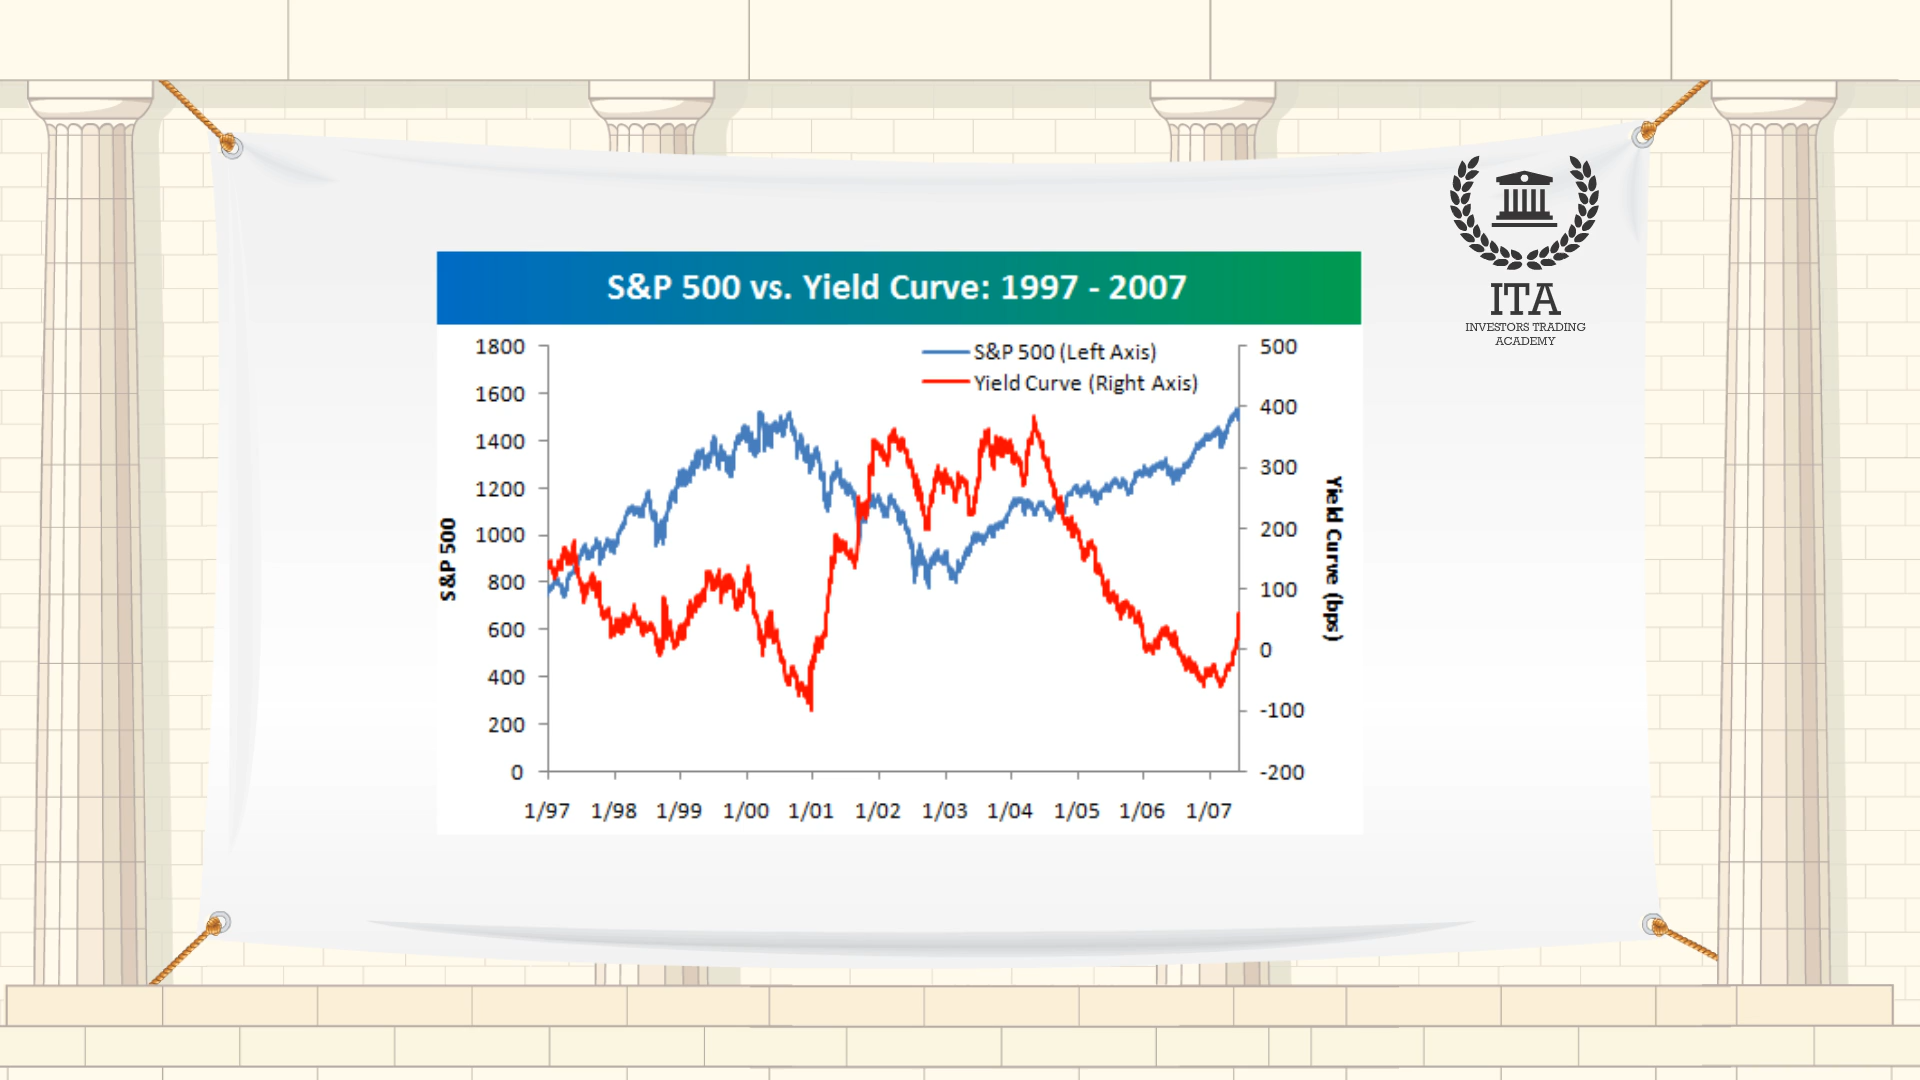 ITA
INVESTORS TRADING
ACADEMY
S&P 500 vs. Yield Curve: 1997 - 2007
S&P 500 (Left Axis)
Yield Curve (Right Axis)
S&P 500
1800
1600
1400
1200
1000
800
600
400
200
0
500
400
300
200
100
0
-100
-200
Yield Curve (bps)
1/97 1/98 1/99 1/00 1/01 1/02 1/03 1/04 1/05 1/06 1/07